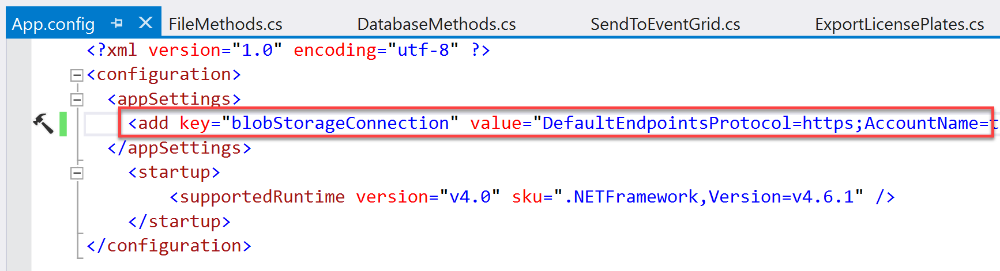 App.config FileMethods.cs DatabaseMethods.cs SendToEventGrid.cs ExportLicensePlates.cs
<?xml version="1.0" encoding="utf-8" ?>
<configuration>
<appSettings>
<add key="blobStorageConnection" value="DefaultEndpointsProtocol=https;AccountName=t
</appSettings>
<startup>
<supportedRuntime version="v4.0" sku=".NETFramework,Version=v4.6.1" />
</startup>
</configuration>